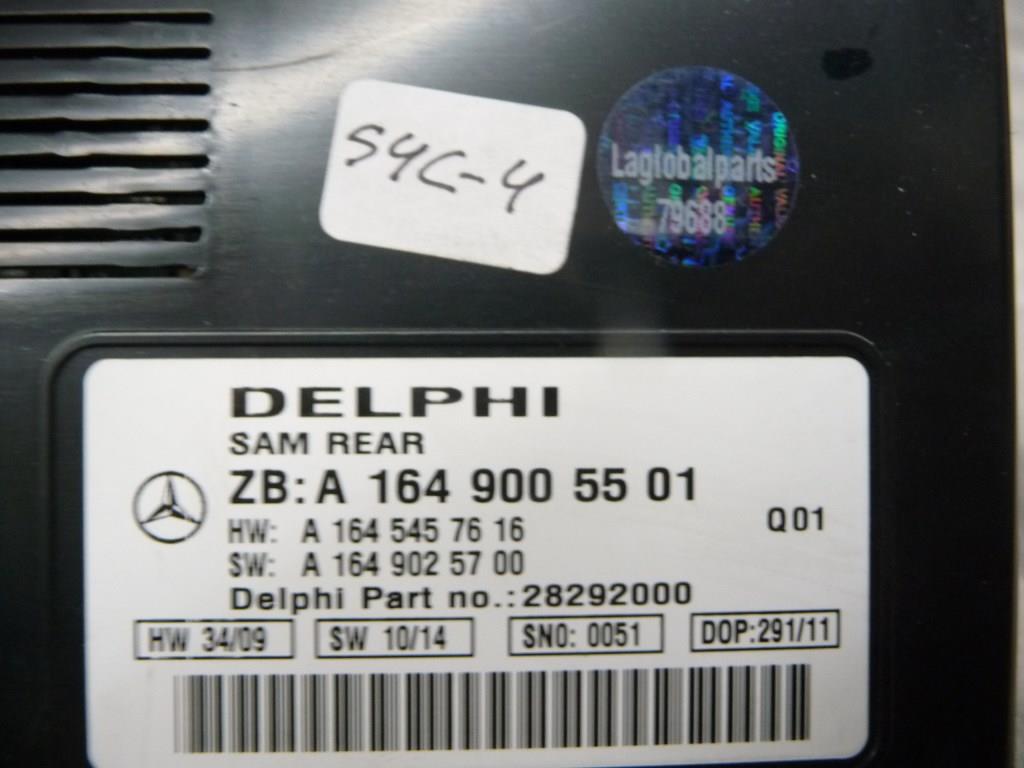 S4C-4
Laglobalparts
79688
DELPHI
SAM REAR
ZB: A 164 900 55 01
HW: A 164 545 76 16
SW: A 164 902 57 00
Q01
Delphi Part no.:28292000
HW 34/09
SW 10/14
SNO: 0051
DOP:291/11